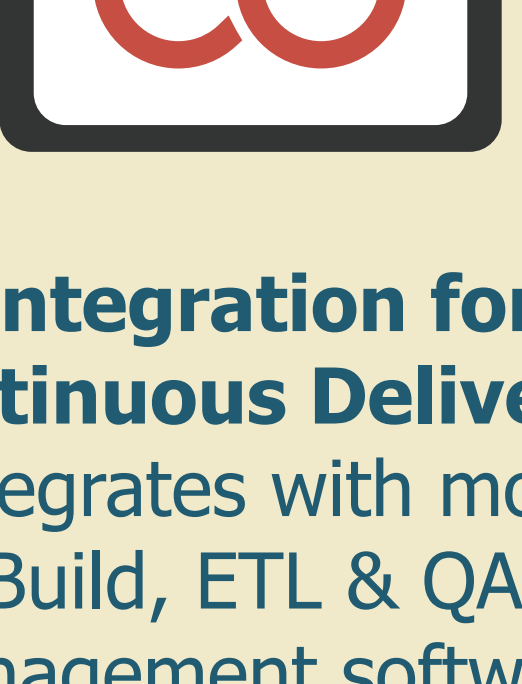 ntegration for
tinuous Delive
egrates with mo
Build, ETL & QA
nagement softw